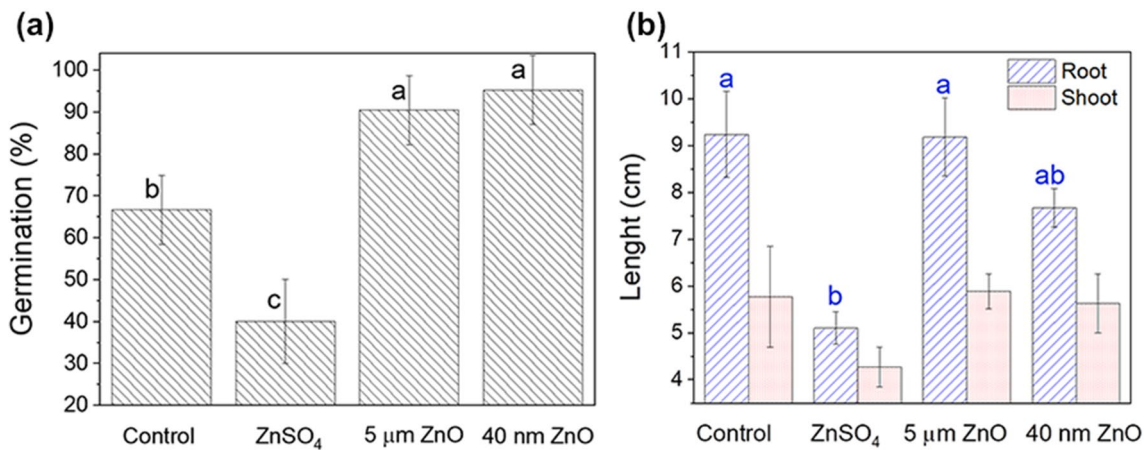 (a)
Germination (%)
100
90
80
70
60
50
40
30
20
b
c
a
a
Control ZnSO₄ 5 μm ZnO 40 nm ZnO
(b)
Lenght (cm)
11
10
9
8
7
6
5
4
Root
Shoot
a
b
a
ab
Control ZnSO₄ 5 μm ZnO 40 nm ZnO